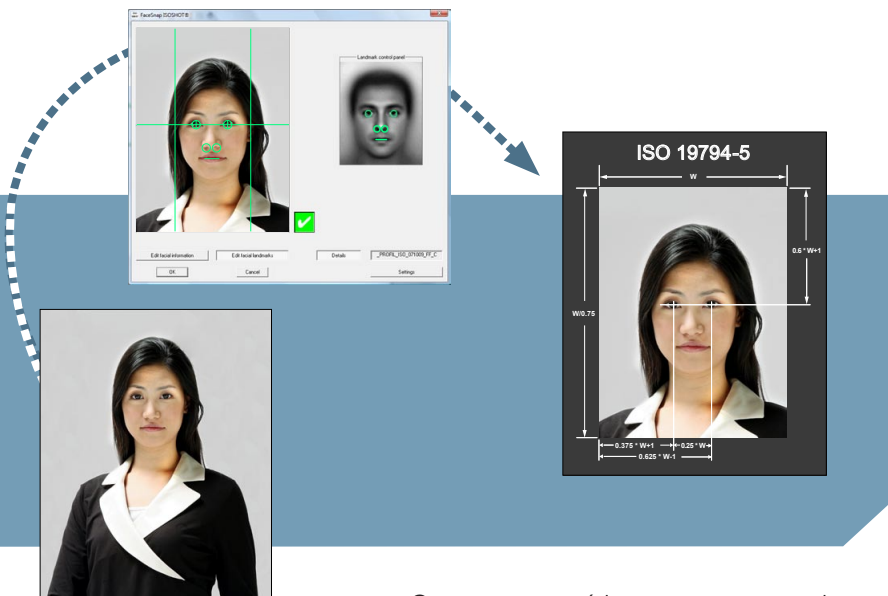 FaceSnap ISOSHOT®
Landmark control panel
Edit facial information
Edit facial landmarks
Details
_PROFIL_ISO_071009_FF_C
OK
Cancel
Settings
ISO 19794-5
W
0.6 * W+1
W/0.75
0.375 * W+1
0.25 * W
0.625 * W-1